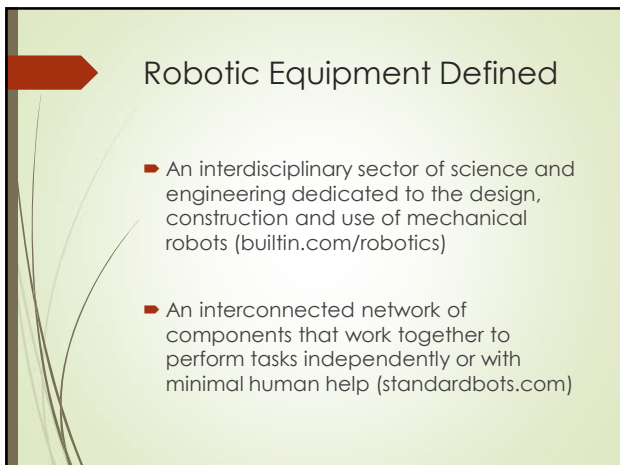 Robotic Equipment Defined
An interdisciplinary sector of science and
engineering dedicated to the design,
construction and use of mechanical
robots (builtin.com/robotics)
An interconnected network of
components that work together to
perform tasks independently or with
minimal human help (standardbots.com)